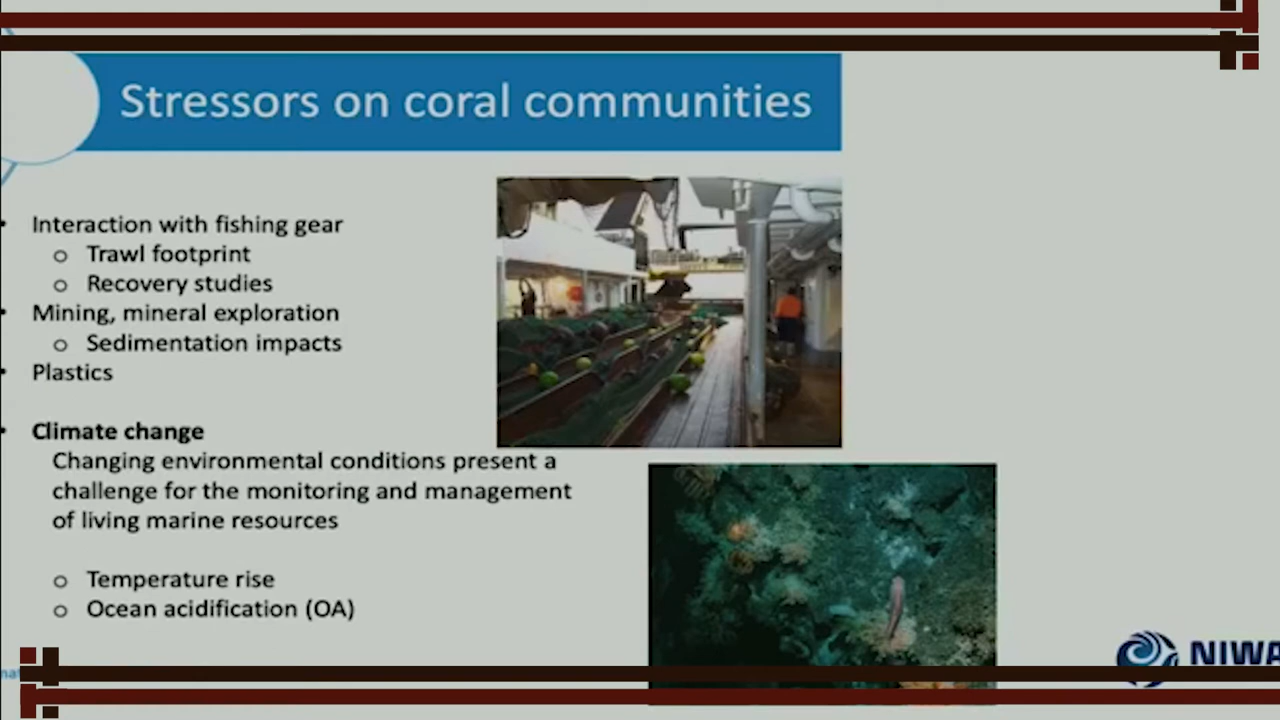 Stressors on coral communities
• Interaction with fishing gear
o Trawl footprint
o Recovery studies
• Mining, mineral exploration
o Sedimentation impacts
• Plastics
• Climate change
Changing environmental conditions present a
challenge for the monitoring and management
of living marine resources
o Temperature rise
o Ocean acidification (OA)
NIWA